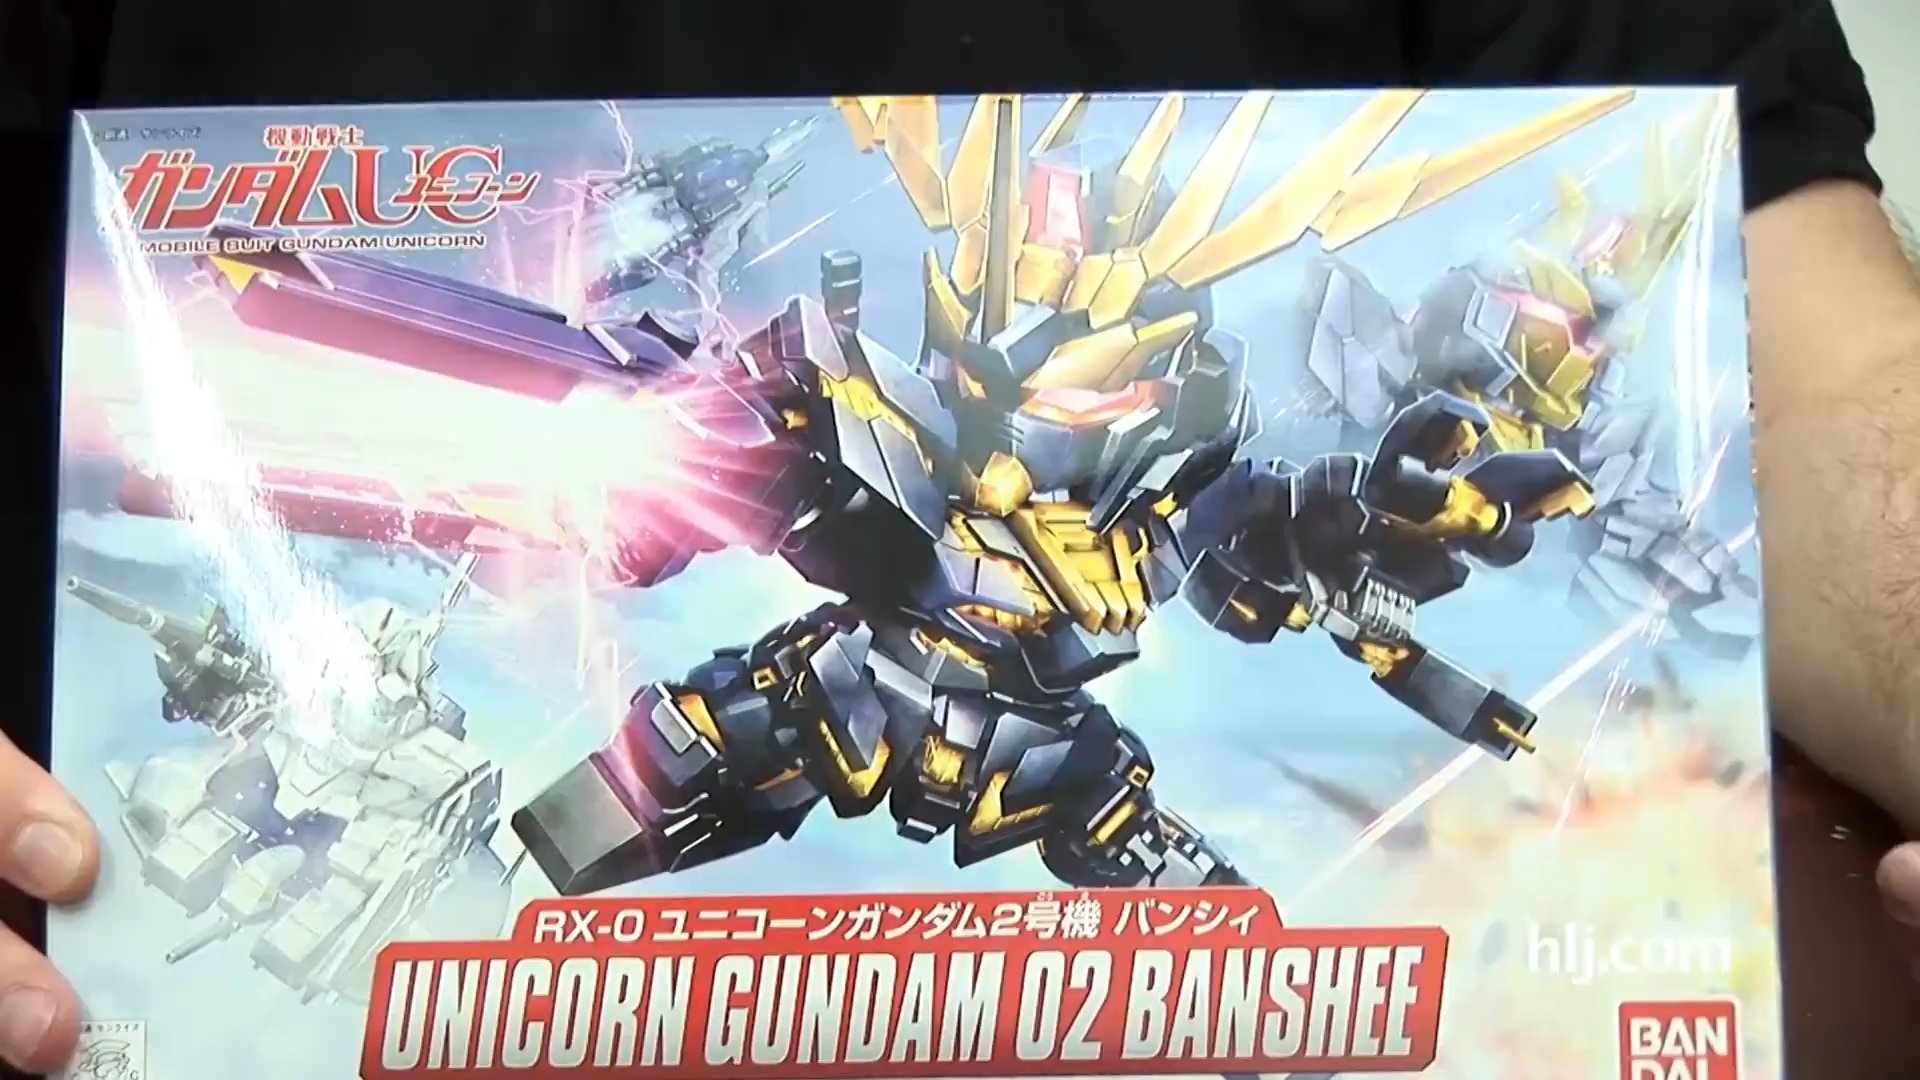 機動戦士
ガンダムUC
ユニコーン
MOBILE SUIT GUNDAM UNICORN
RX-0 ユニコーンガンダム2号機 バンシィ
UNICORN GUNDAM 02 BANSHEE
hlj.com
BAN
DAI